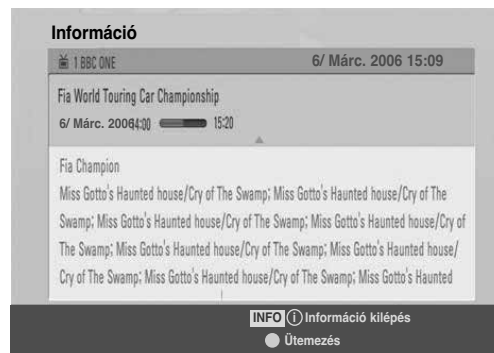 Információ
1 BBC ONE 6/ Márc. 2006 15:09
Fia World Touring Car Championship
6/ Márc. 2006 14:00 15:20
Fia Champion
Miss Gotto's Haunted house/Cry of The Swamp; Miss Gotto's Haunted house/Cry of The
Swamp; Miss Gotto's Haunted house/Cry of The Swamp; Miss Gotto's Haunted house/Cry of
The Swamp; Miss Gotto's Haunted house/Cry of The Swamp; Miss Gotto's Haunted house/
Cry of The Swamp; Miss Gotto's Haunted house/Cry of The Swamp; Miss Gotto's Haunted
INFO i Információ kilépés
Ütemezés